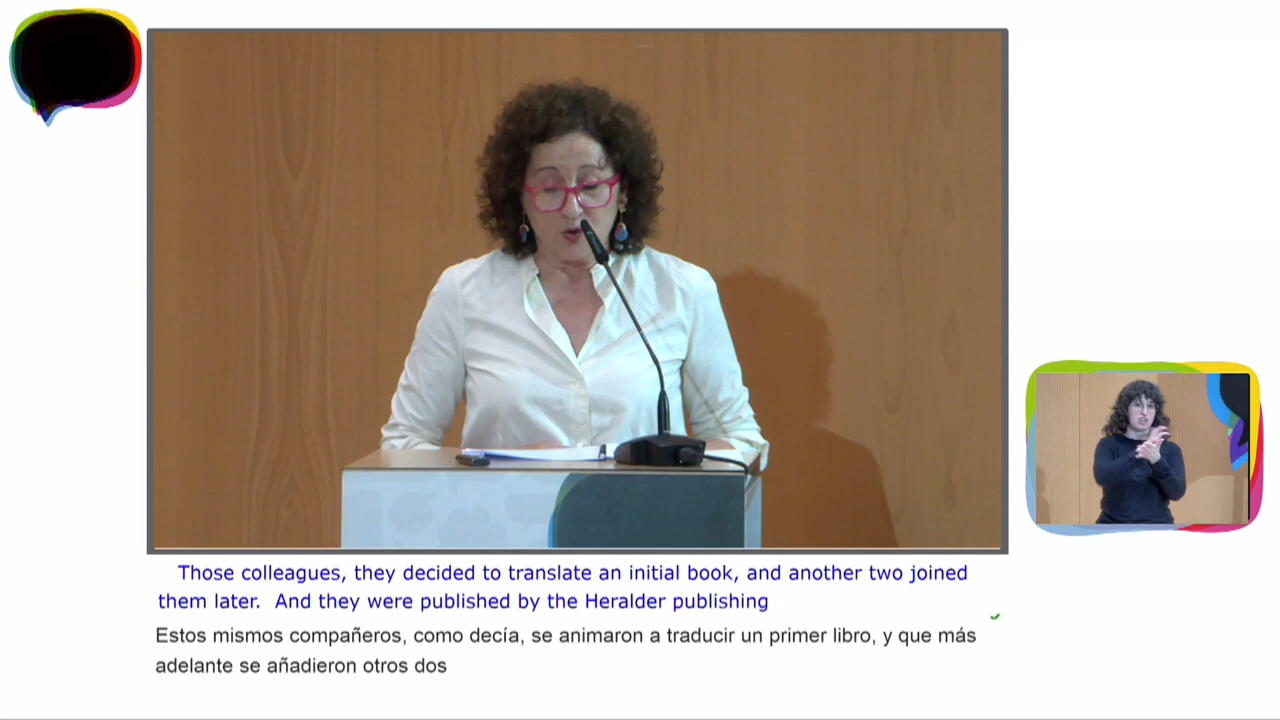 Those colleagues, they decided to translate an initial book, and another two joined
them later.  And they were published by the Heralder publishing
Estos mismos compañeros, como decía, se animaron a traducir un primer libro, y que más
adelante se añadieron otros dos